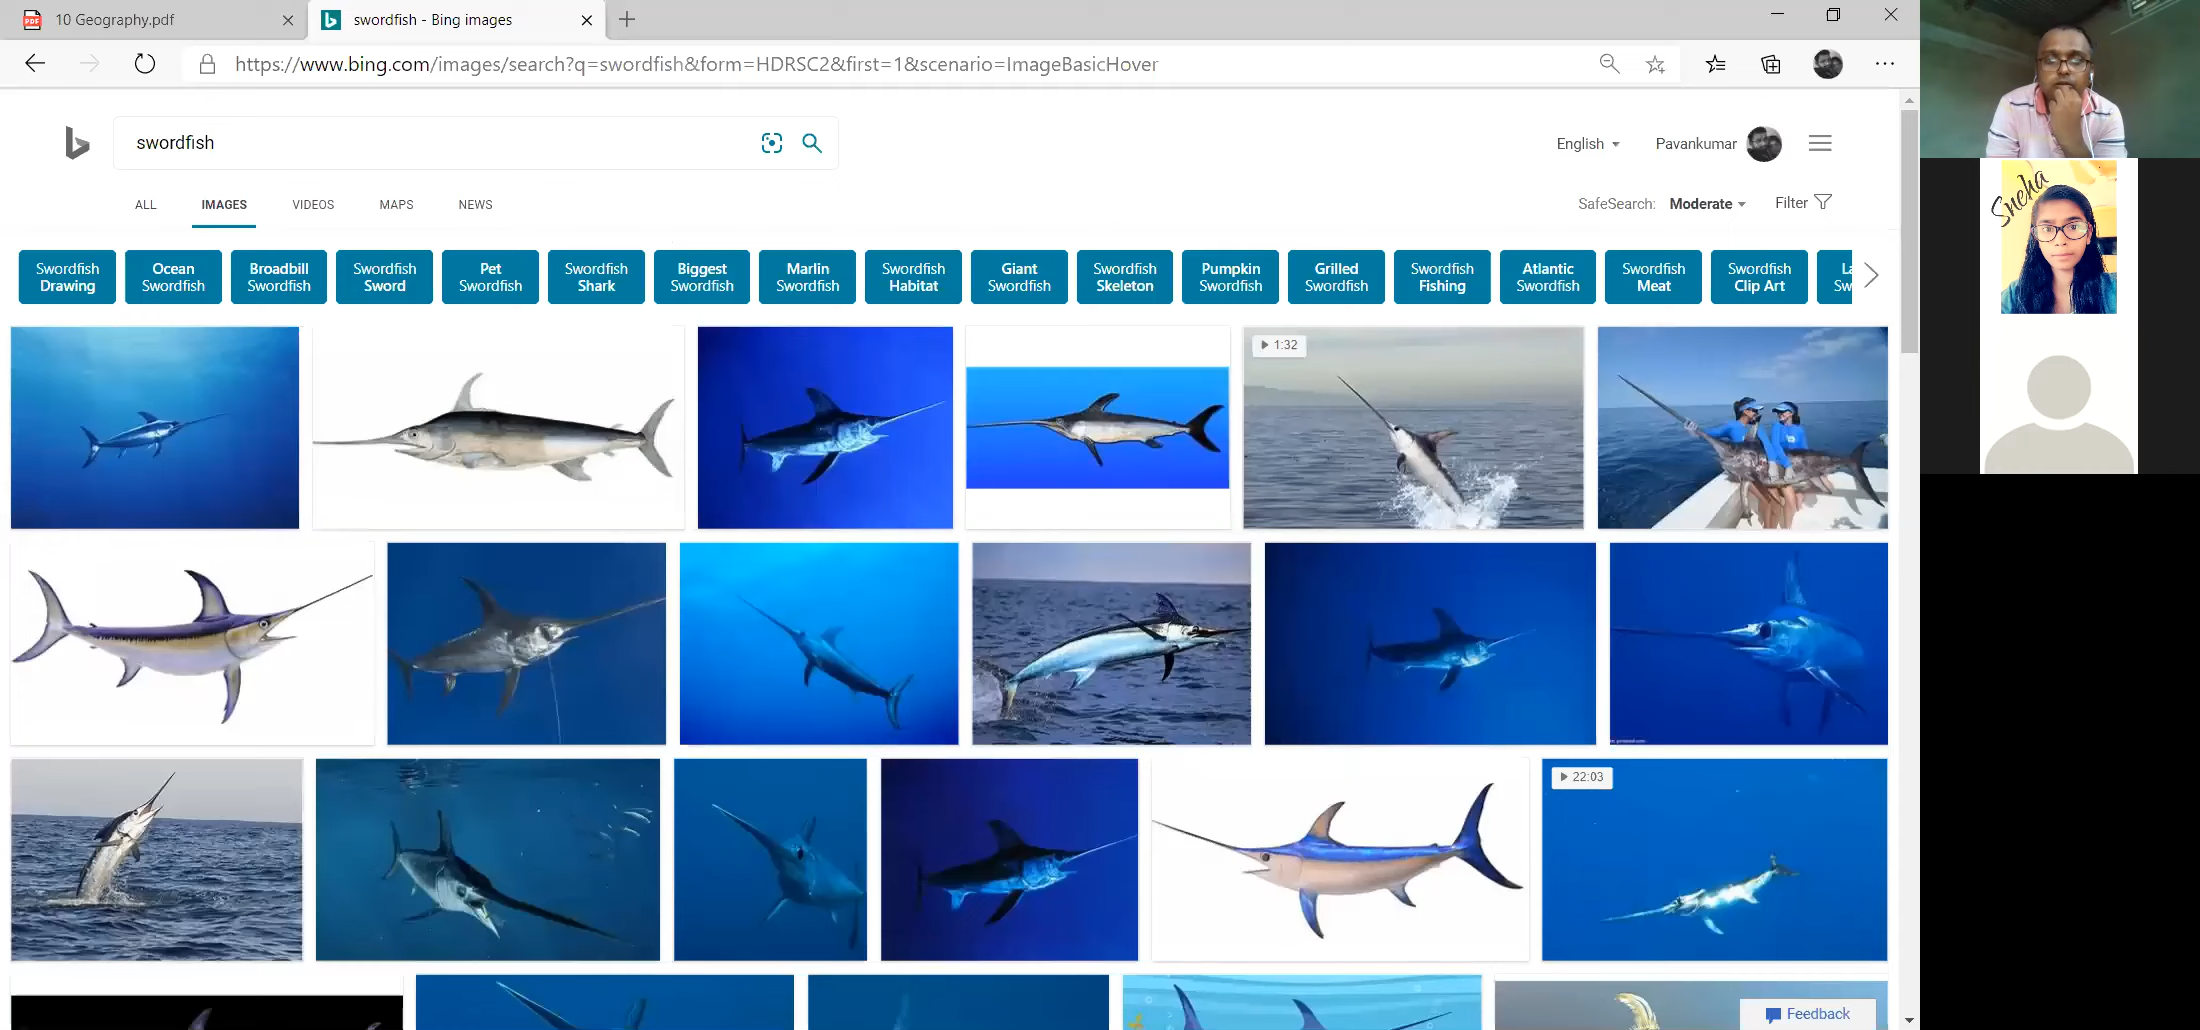 10 Geography.pdf
swordfish - Bing images
https://www.bing.com/images/search?q=swordfish&form=HDRSC2&first=1&scenario=ImageBasicHover
swordfish
English
Pavankumar
ALL
IMAGES
VIDEOS
MAPS
NEWS
SafeSearch: Moderate
Filter
Swordfish
Drawing
Ocean
Swordfish
Broadbill
Swordfish
Swordfish
Sword
Pet
Swordfish
Swordfish
Shark
Biggest
Swordfish
Marlin
Swordfish
Swordfish
Habitat
Giant
Swordfish
Swordfish
Skeleton
Pumpkin
Swordfish
Grilled
Swordfish
Swordfish
Fishing
Atlantic
Swordfish
Swordfish
Meat
Swordfish
Clip Art
La
Sw
1:32
22:03
Feedback
Sneha
PDF